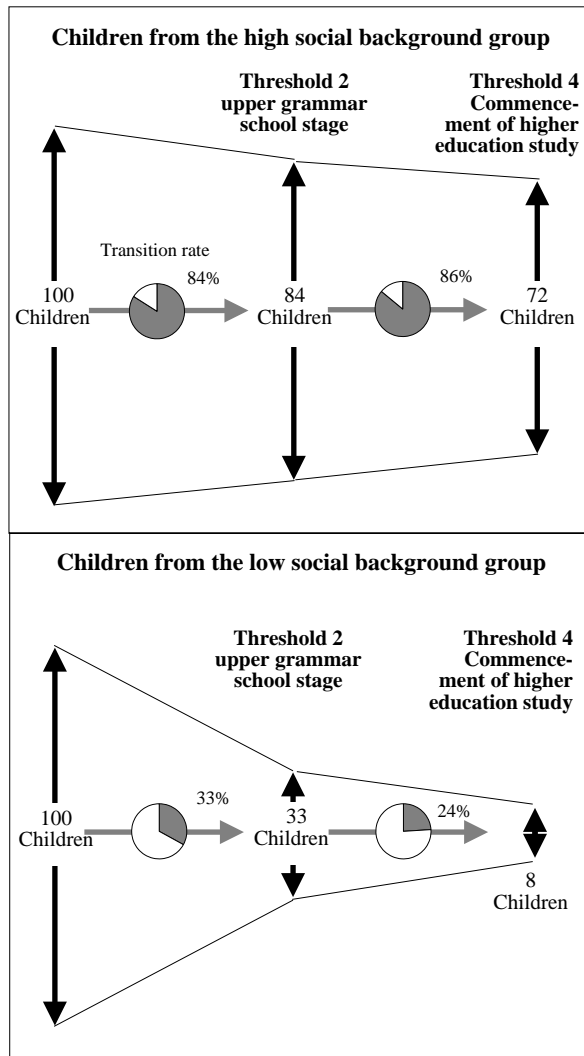 Children from the high social background group
Threshold 2
upper grammar
school stage
Threshold 4
Commence-
ment of higher
education study
Transition rate
84%
86%
100
Children
84
Children
72
Children
Children from the low social background group
Threshold 2
upper grammar
school stage
Threshold 4
Commence-
ment of higher
education study
33%
24%
100
Children
33
Children
8
Children